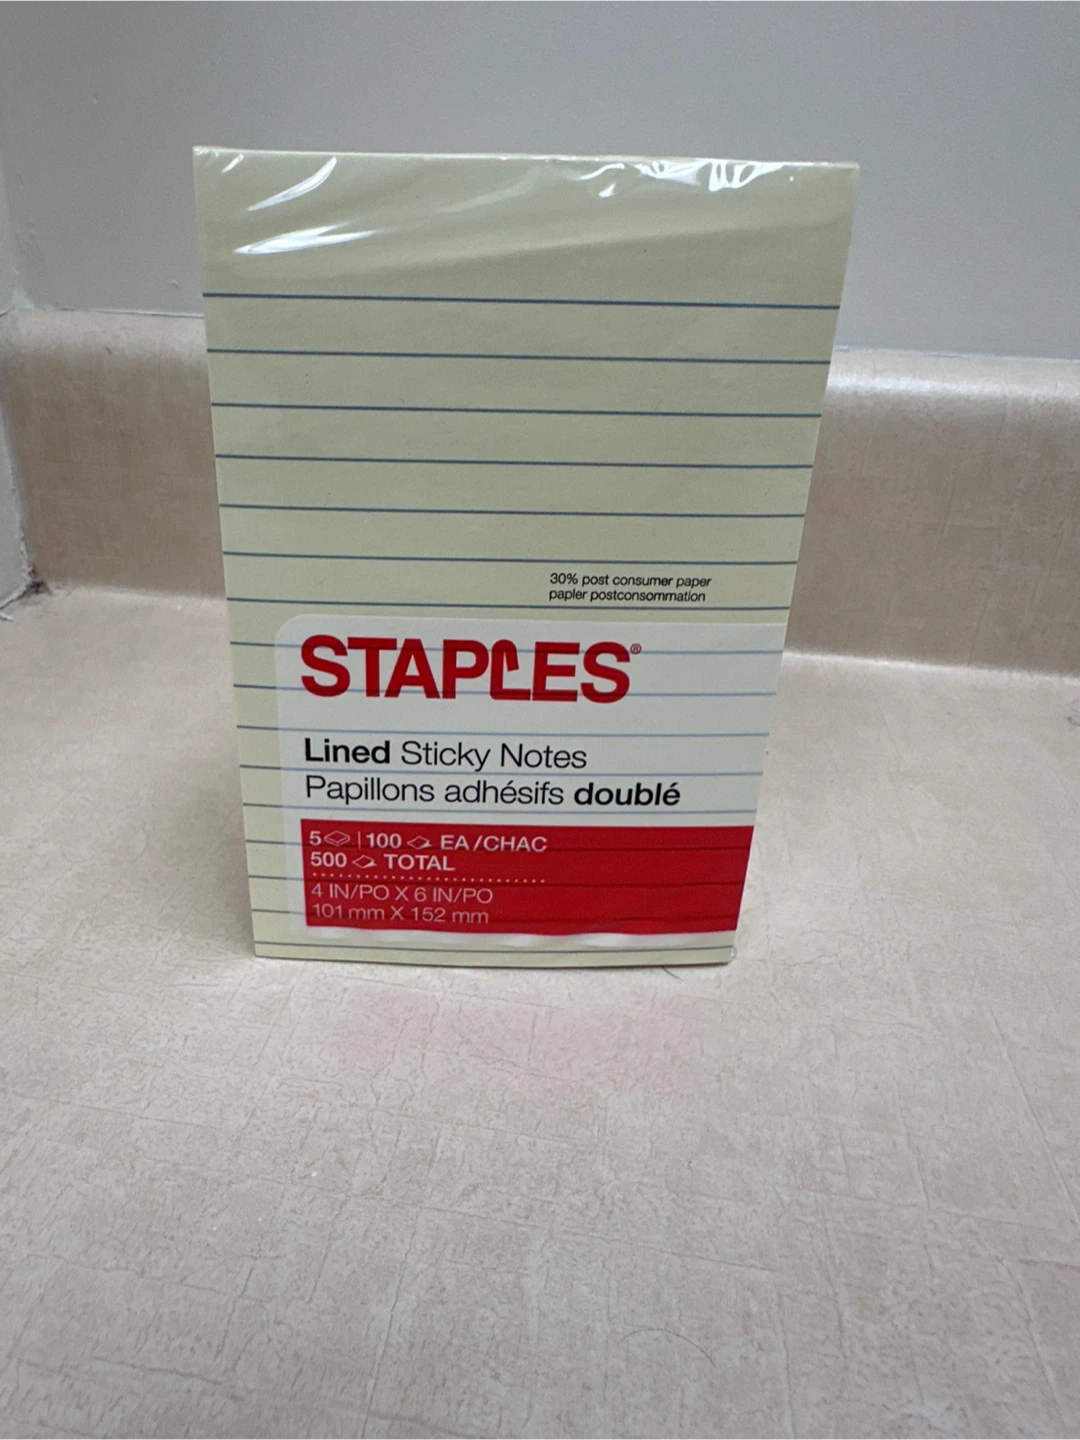 30% post consumer paper
papier postconsommation
STAPLES®
Lined Sticky Notes
Papillons adhésifs doublé
5 | 100 EA/CHAC
500 TOTAL
4 IN/PO X 6 IN/PO
101 mm X 152 mm